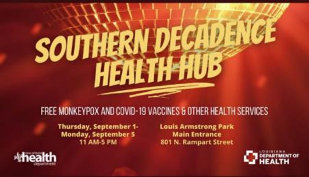 SOUTHERN DECADENCE
HEALTH HUB
FREE MONKEYPOX AND COVID-19 VACCINES & OTHER HEALTH SERVICES
Thursday, September 1-
Monday, September 5
11 AM-5 PM
Louis Armstrong Park
Main Entrance
801 N. Rampart Street
health
LOUISIANA
DEPARTMENT OF
HEALTH